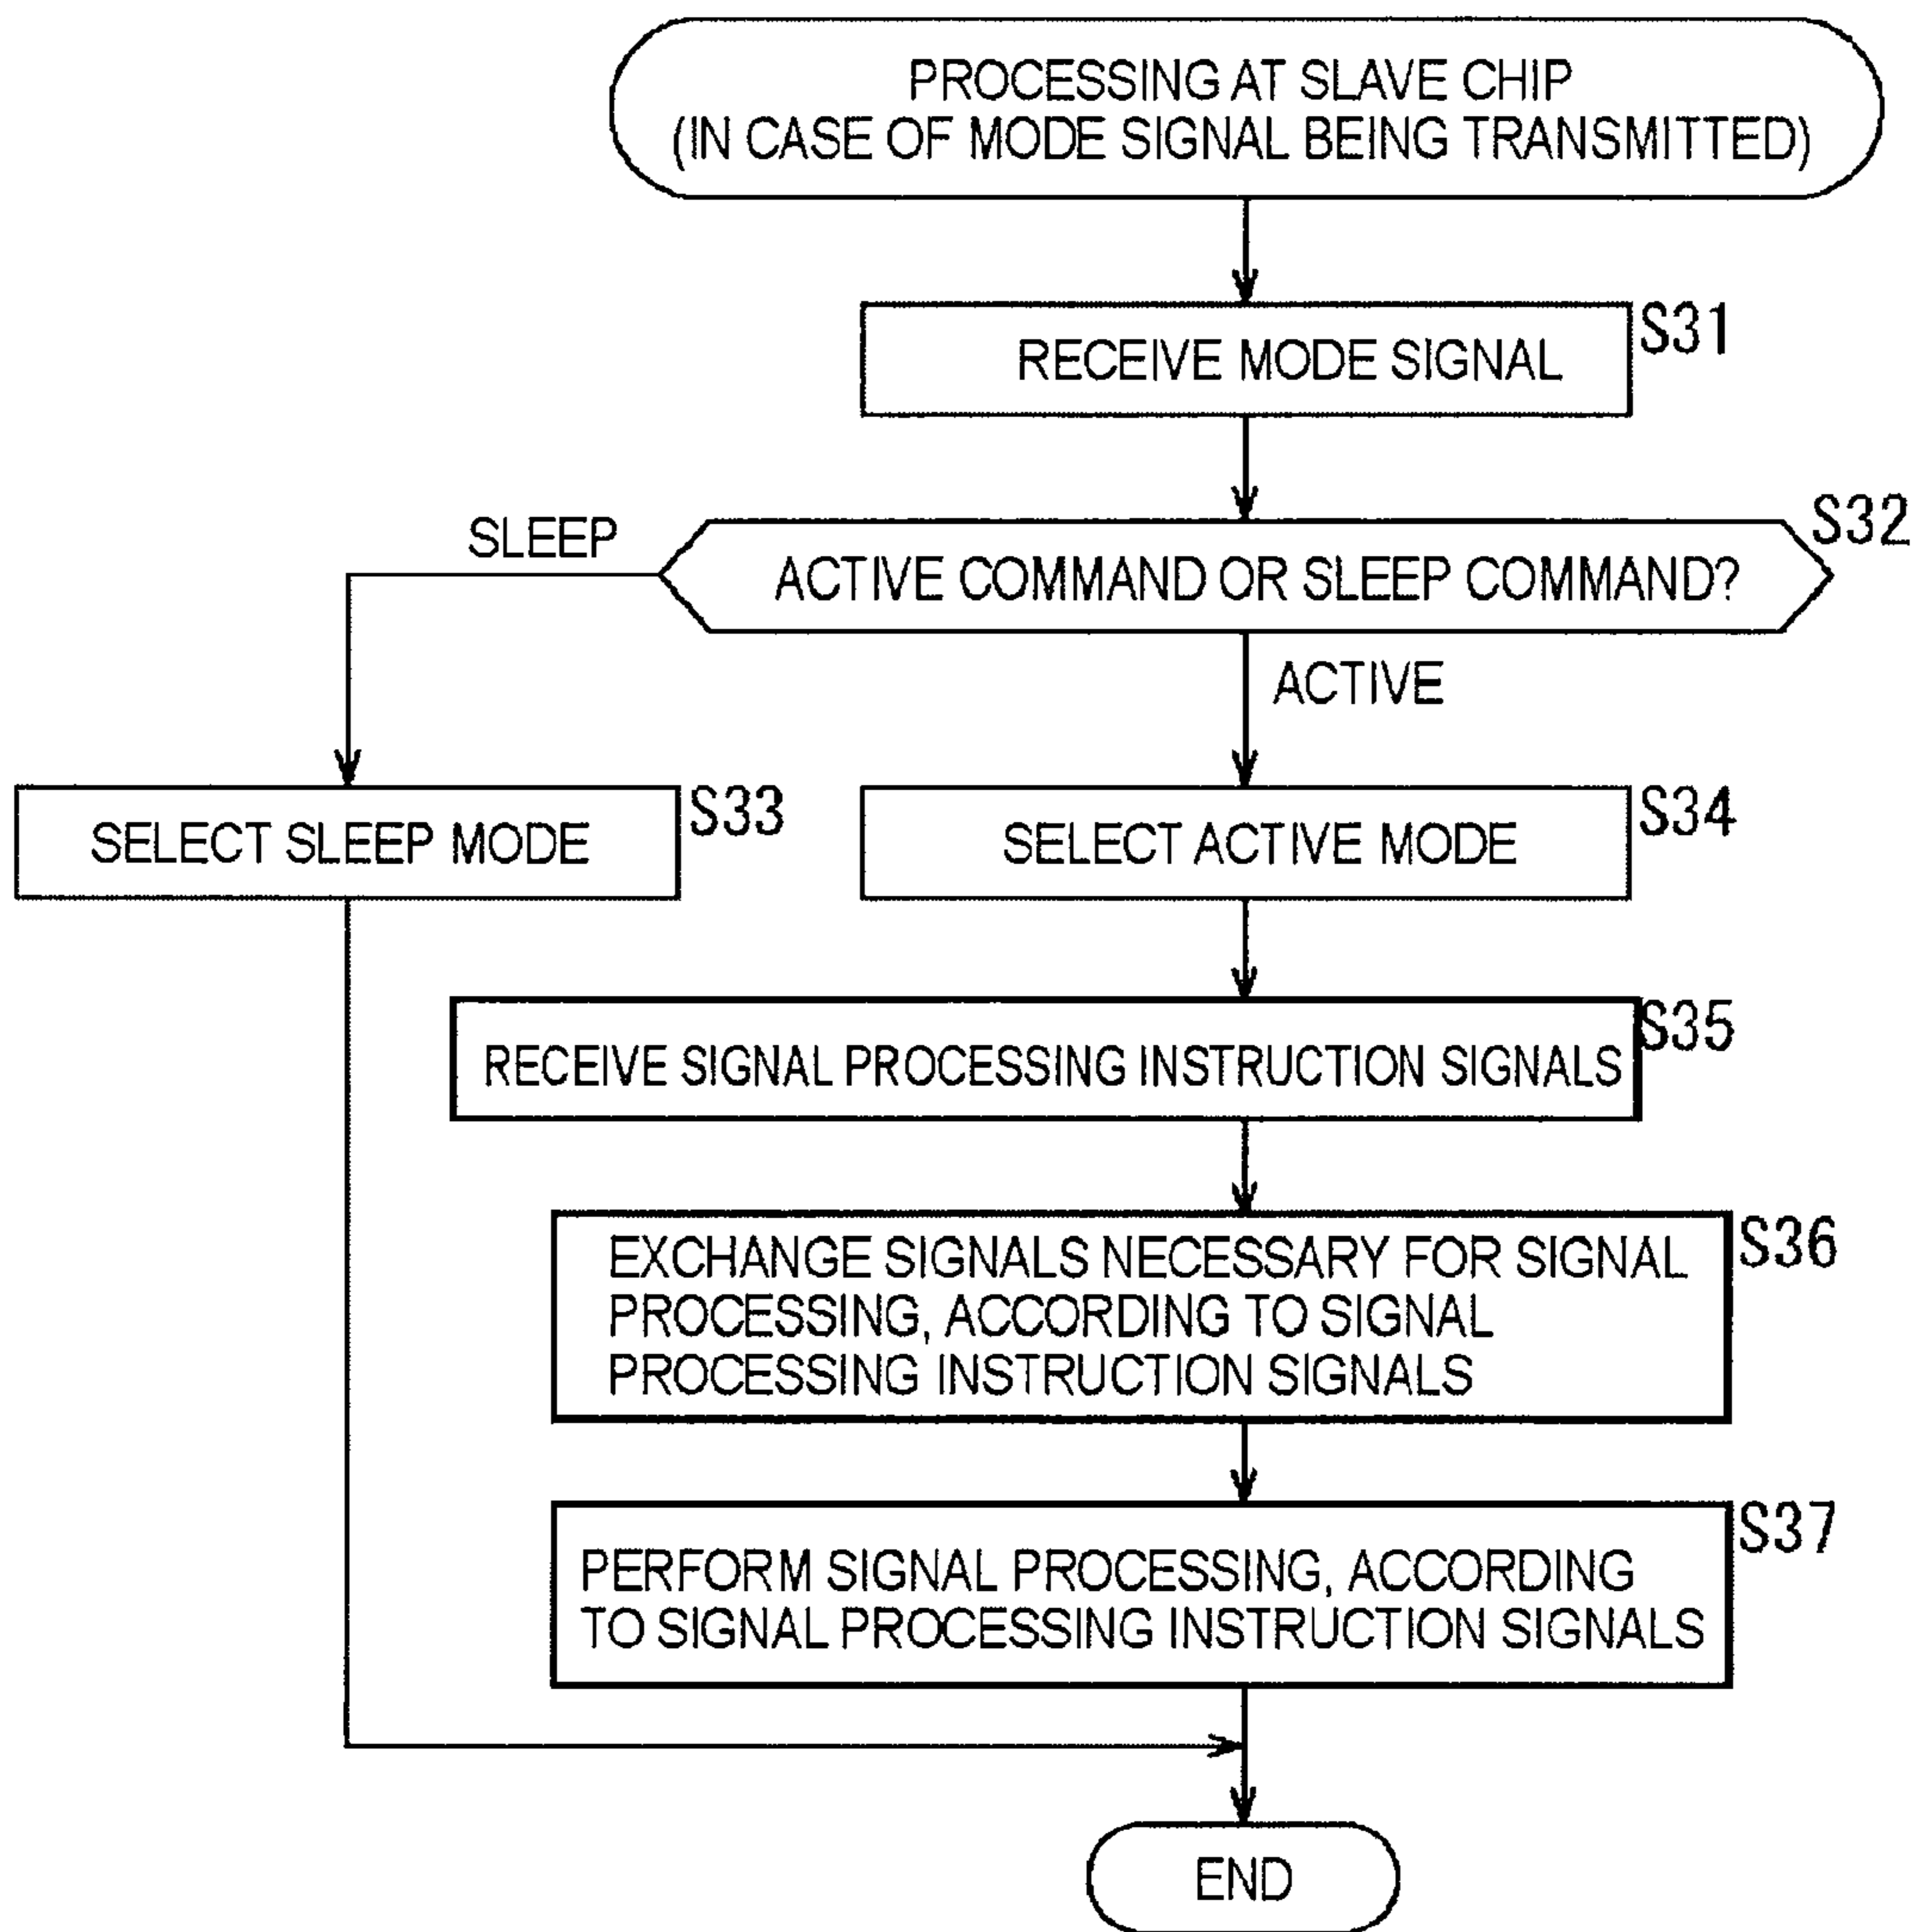 PROCESSING AT SLAVE CHIP
(IN CASE OF MODE SIGNAL BEING TRANSMITTED)
S31
RECEIVE MODE SIGNAL
S32
SLEEP
ACTIVE COMMAND OR SLEEP COMMAND?
ACTIVE
S33
SELECT SLEEP MODE
S34
SELECT ACTIVE MODE
S35
RECEIVE SIGNAL PROCESSING INSTRUCTION SIGNALS
S36
EXCHANGE SIGNALS NECESSARY FOR SIGNAL
PROCESSING, ACCORDING TO SIGNAL
PROCESSING INSTRUCTION SIGNALS
S37
PERFORM SIGNAL PROCESSING, ACCORDING
TO SIGNAL PROCESSING INSTRUCTION SIGNALS
END